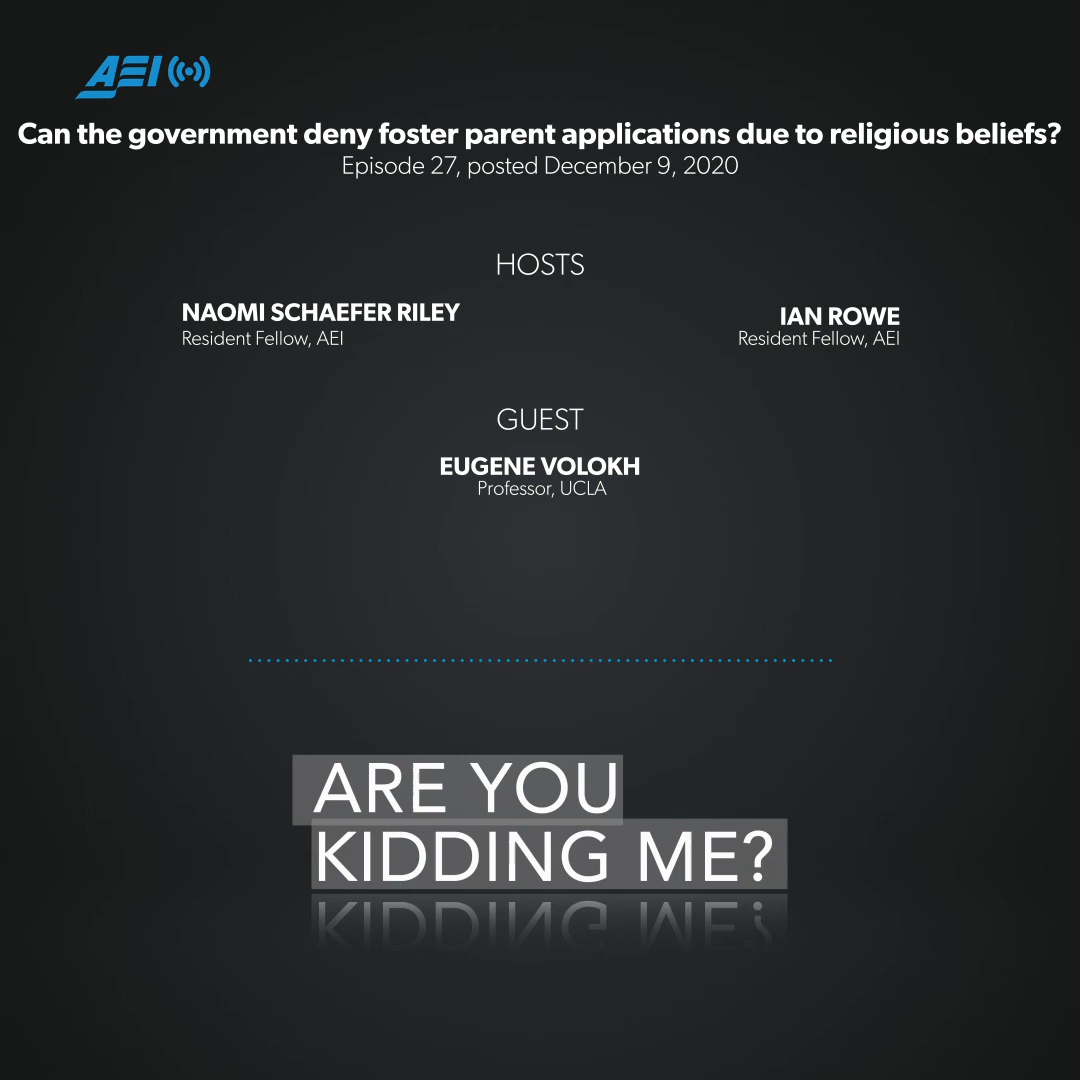 AEI
Can the government deny foster parent applications due to religious beliefs?
Episode 27, posted December 9, 2020
HOSTS
NAOMI SCHAEFER RILEY
Resident Fellow, AEI
IAN ROWE
Resident Fellow, AEI
GUEST
EUGENE VOLOKH
Professor, UCLA
ARE YOU
KIDDING ME?